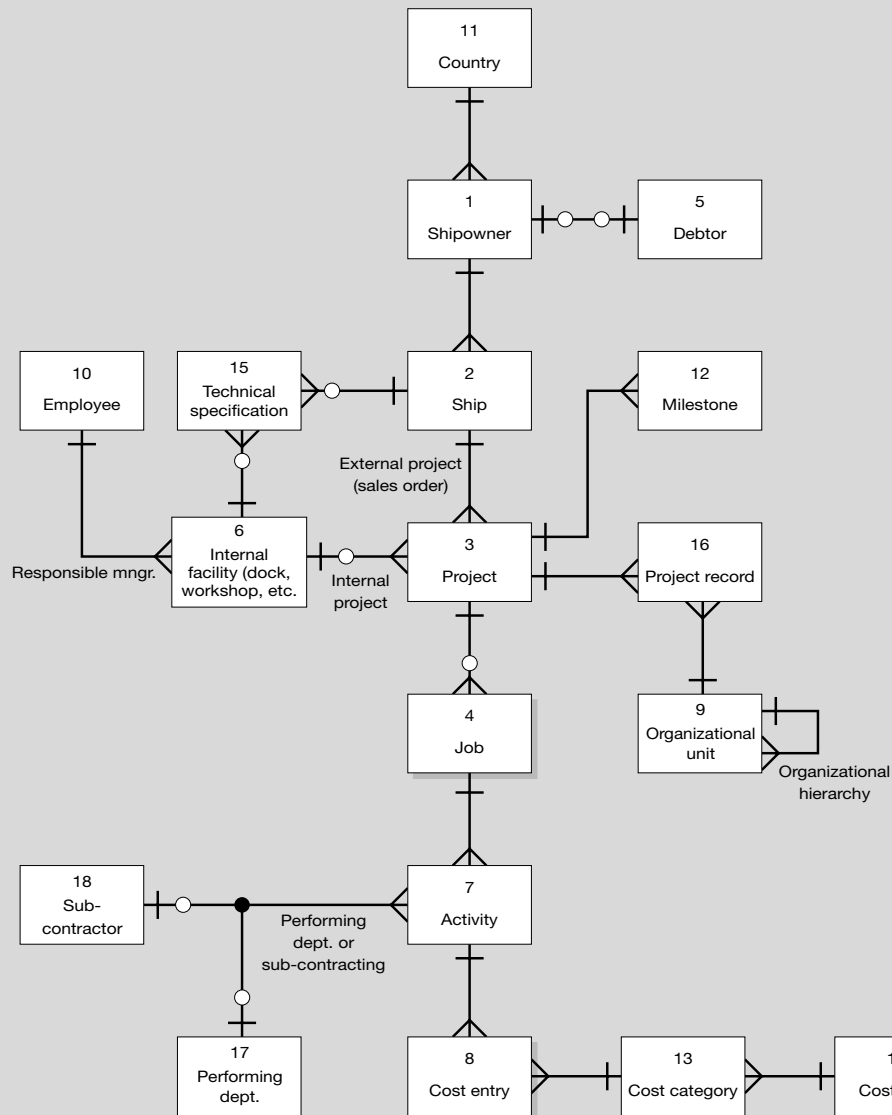 11
Country
1
Shipowner
5
Debtor
10
Employee
15
Technical
specification
2
Ship
12
Milestone
External project
(sales order)
6
Internal
facility (dock,
workshop, etc.
Responsible mngr.
Internal
project
3
Project
16
Project record
4
Job
9
Organizational
unit
Organizational
hierarchy
18
Sub-
contractor
Performing
dept. or
sub-contracting
7
Activity
17
Performing
dept.
8
Cost entry
13
Cost category
Cost